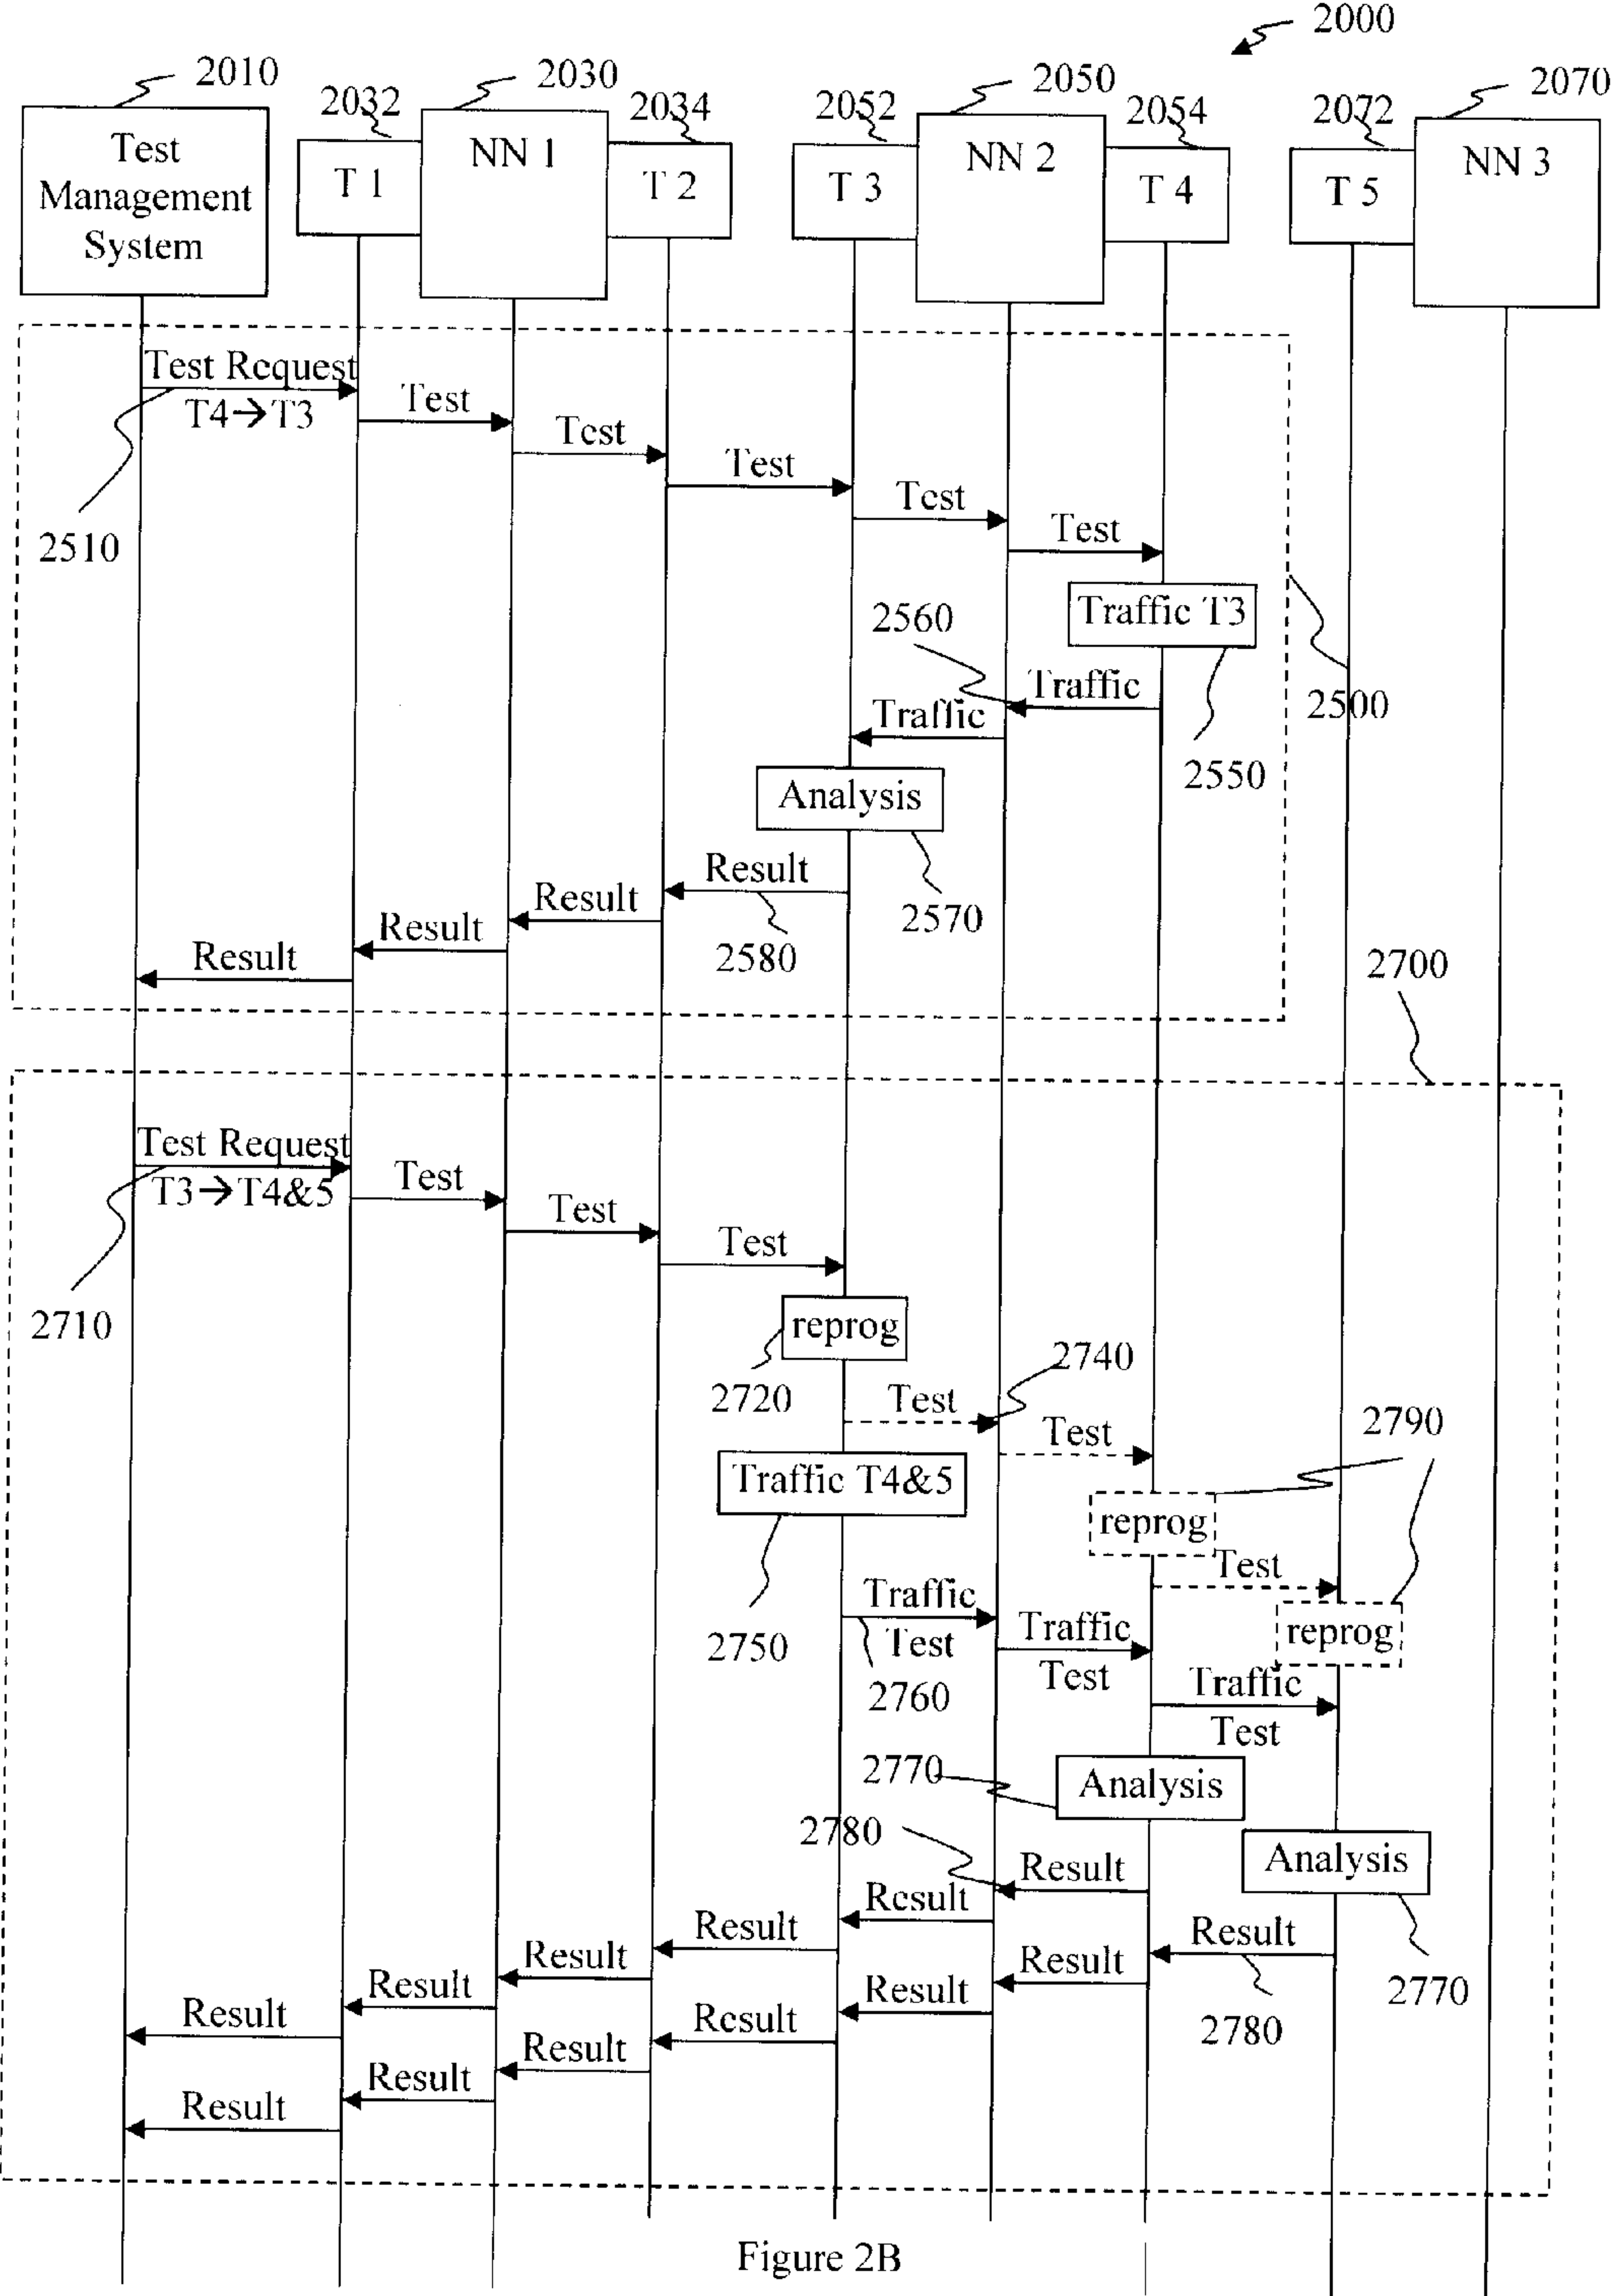 2000
2010
2032
2030
2034
2052
2050
2054
2072
2070
Test
Management
System
T 1
NN 1
T 2
T 3
NN 2
T 4
T 5
NN 3
Test Request
T4→T3
Test
Test
Test
Test
Test
2510
Traffic T3
2560
Traffic
2500
Traffic
2550
Analysis
Result
2570
Result
2580
Result
Result
2700
Test Request
T3→T4&5
Test
Test
Test
2710
reprog
2740
2720
Test
2790
Test
Traffic T4&5
reprog
Test
Traffic
Test
2750
Traffic
Test
reprog
2760
Traffic
Test
2770
Analysis
2780
Analysis
Result
Result
Result
Result
Result
Result
2770
Result
Result
Result
2780
Result
Result
Result
Result
Figure 2B